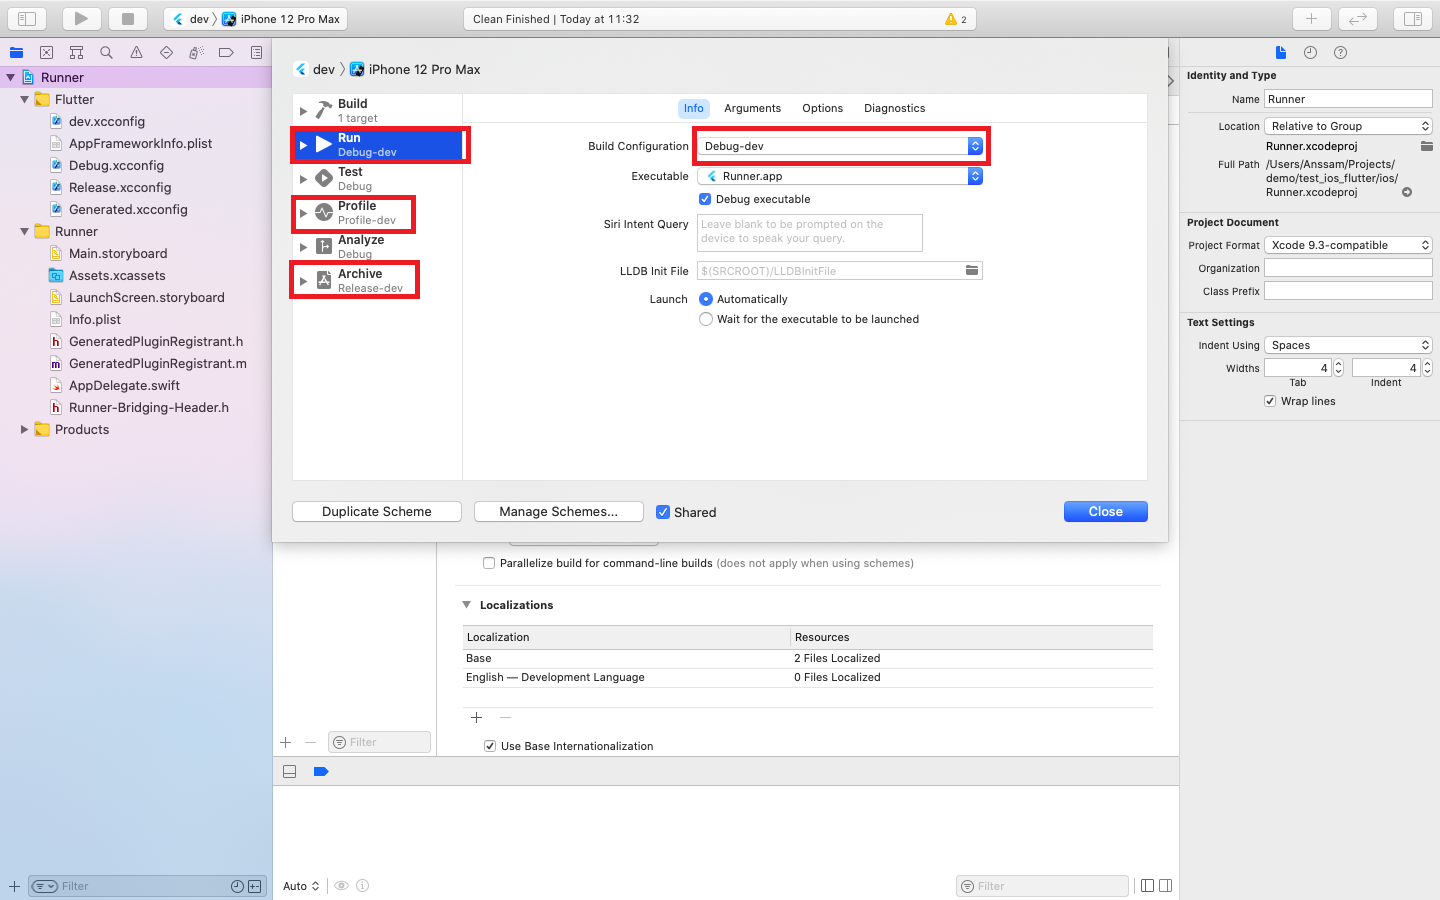 dev 〉 iPhone 12 Pro Max
Clean Finished | Today at 11:32
2
Runner
Flutter
dev.xcconfig
AppFrameworkInfo.plist
Debug.xcconfig
Release.xcconfig
Generated.xcconfig
Runner
Main.storyboard
Assets.xcassets
LaunchScreen.storyboard
Info.plist
h GeneratedPluginRegistrant.h
m GeneratedPluginRegistrant.m
AppDelegate.swift
h Runner-Bridging-Header.h
Products
Filter
dev 〉 iPhone 12 Pro Max
Build
1 target
Run
Debug-dev
Test
Debug
Profile
Profile-dev
Analyze
Debug
Archive
Release-dev
Info Arguments Options Diagnostics
Build Configuration Debug-dev
Executable Runner.app
Debug executable
Siri Intent Query Leave blank to be prompted on the
device to speak your query.
LLDB Init File $(SRCROOT)/LLDBInitFile
Launch Automatically
Wait for the executable to be launched
Duplicate Scheme Manage Schemes... Shared Close
Parallelize build for command-line builds (does not apply when using schemes)
Localizations
Localization Resources
Base 2 Files Localized
English — Development Language 0 Files Localized
Use Base Internationalization
Filter
Auto
Filter
Identity and Type
Name Runner
Location Relative to Group
Runner.xcodeproj
Full Path /Users/Anssam/Projects/
demo/test_ios_flutter/ios/
Runner.xcodeproj
Project Document
Project Format Xcode 9.3-compatible
Organization
Class Prefix
Text Settings
Indent Using Spaces
Widths 4 4
Tab Indent
Wrap lines